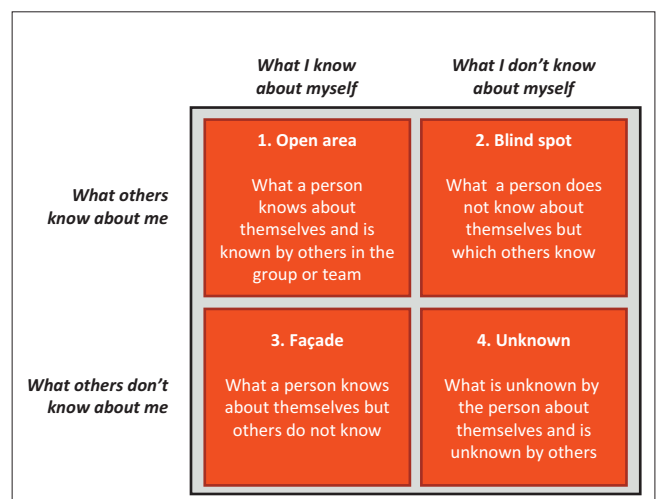 What I know
about myself
What I don't know
about myself
What others
know about me
1. Open area
What a person
knows about
themselves and is
known by others in the
group or team
2. Blind spot
What a person does
not know about
themselves but
which others know
What others don't
know about me
3. Façade
What a person knows
about themselves but
others do not know
4. Unknown
What is unknown by
the person about
themselves and is
unknown by others